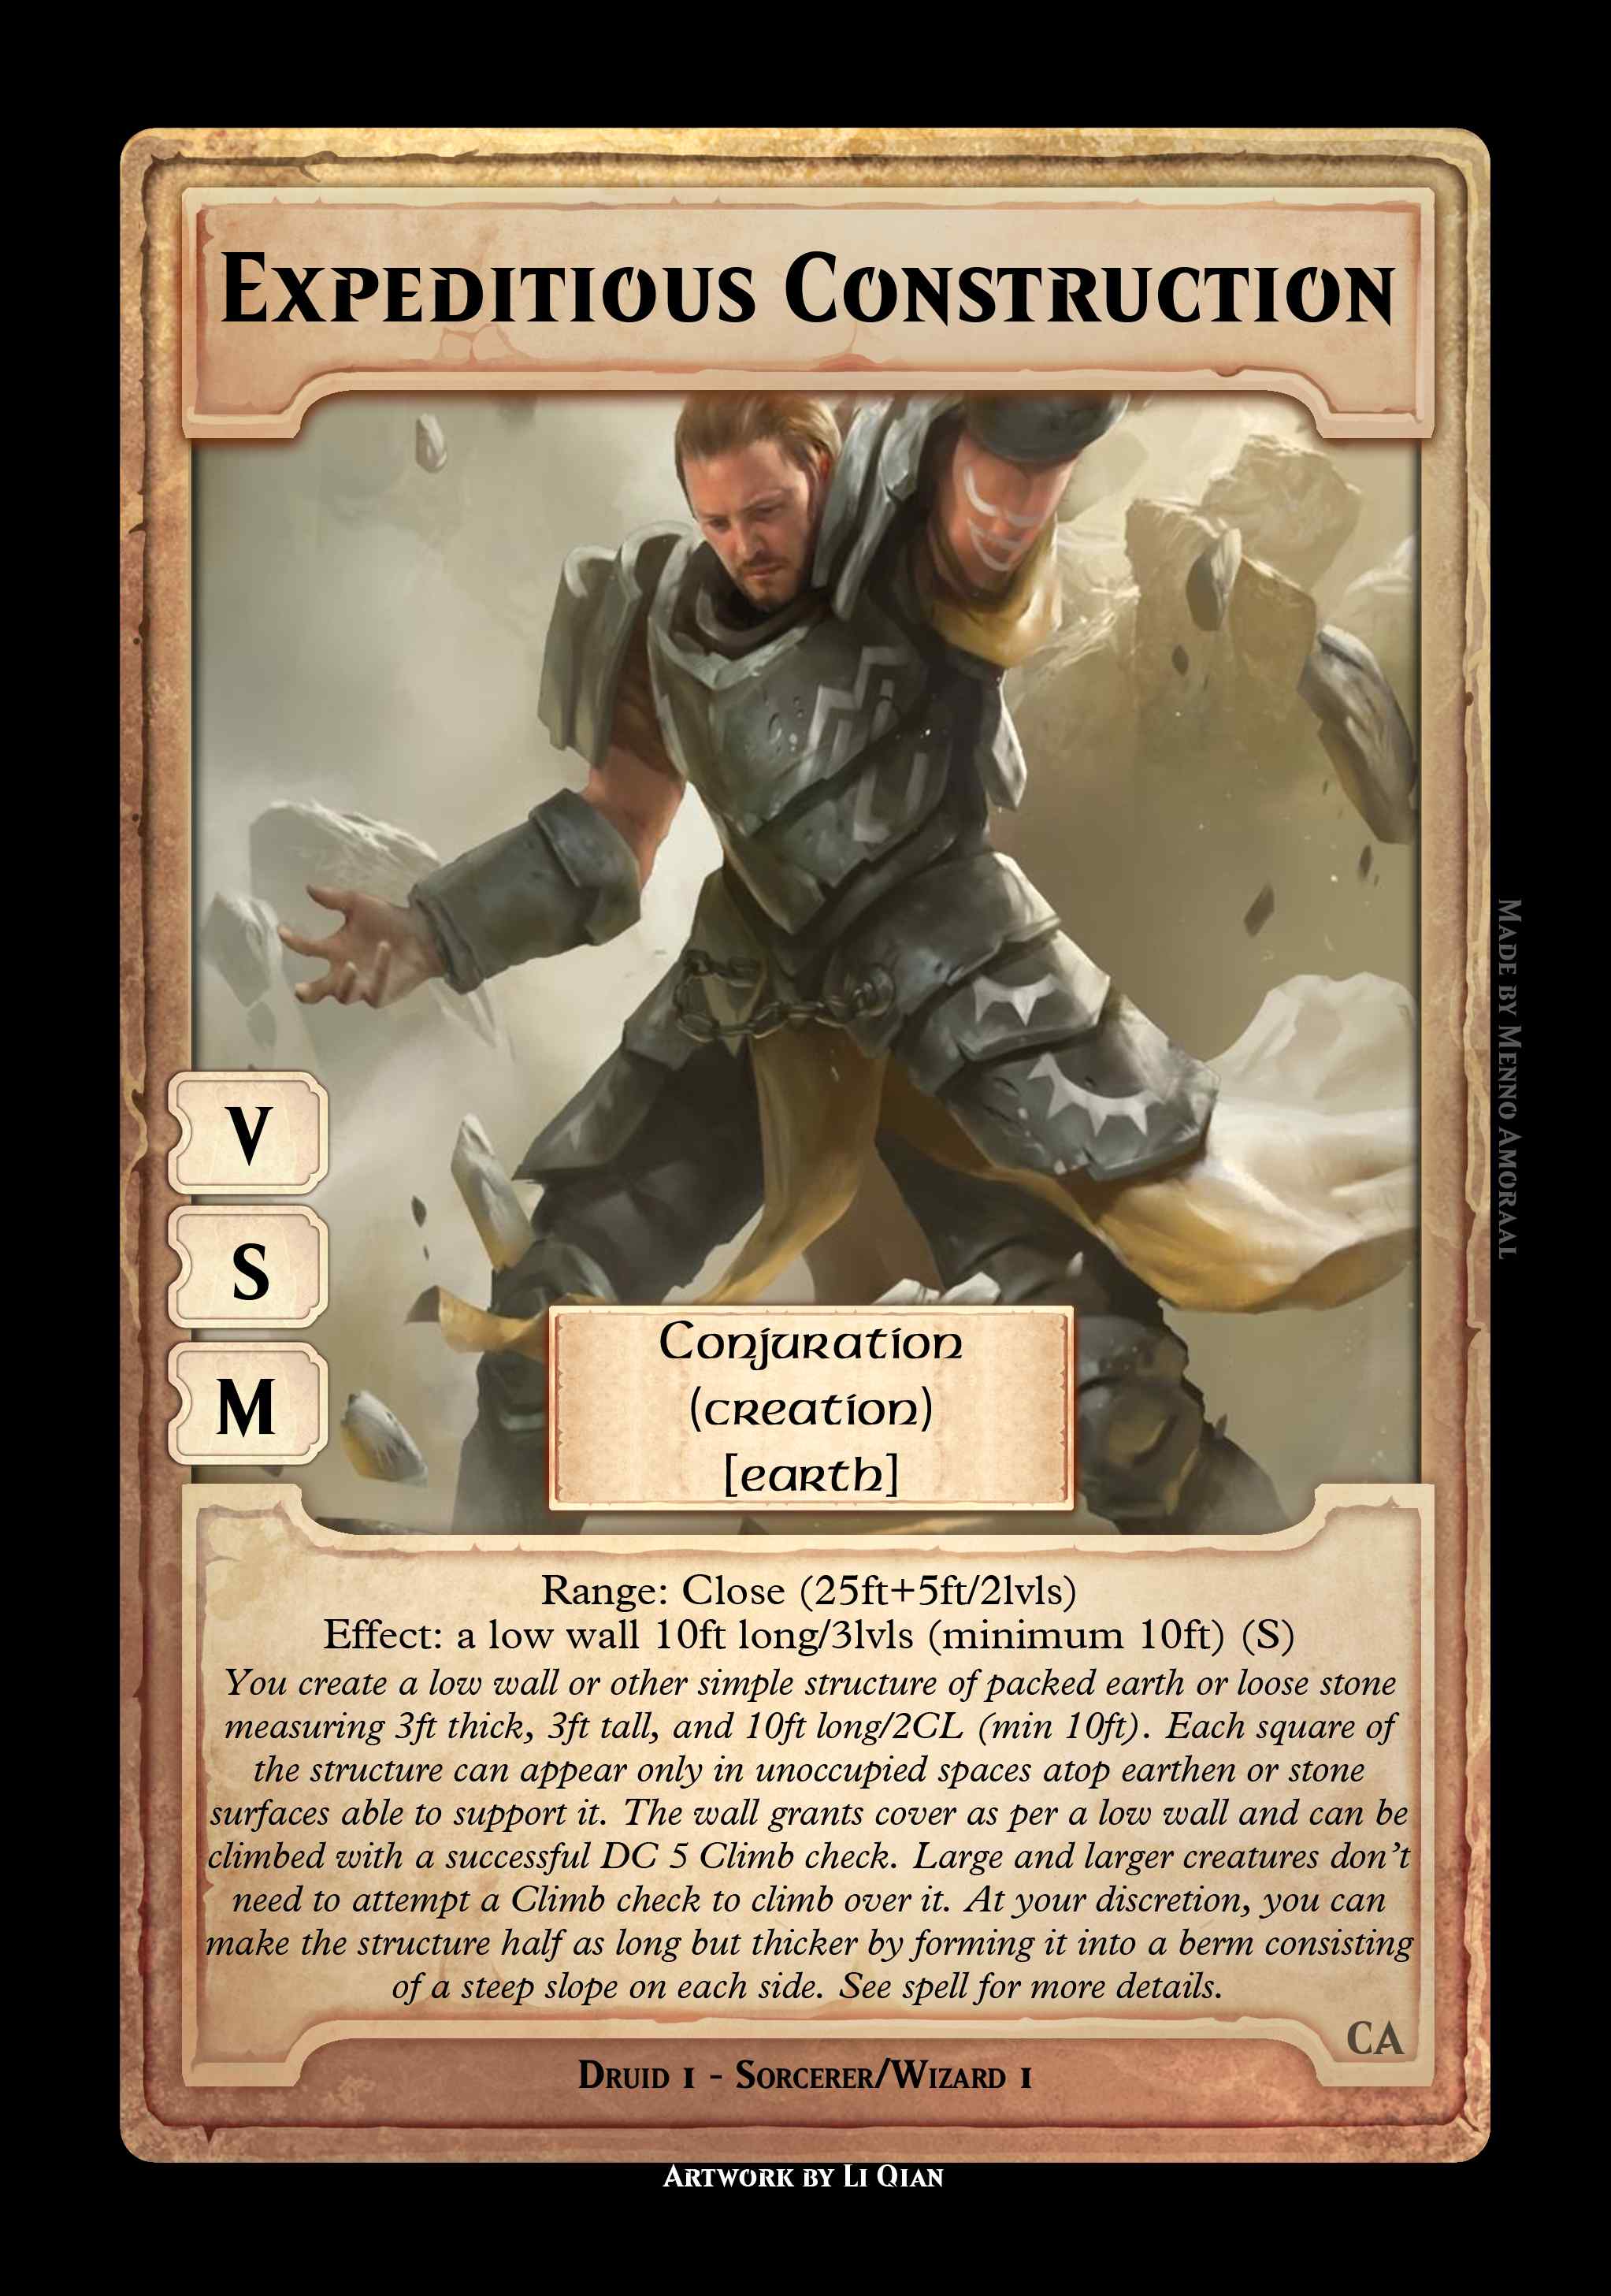 Expeditious Construction
V
S
M
Conjuration
(creation)
[earth]
Range: Close (25ft+5ft/2lvls)
Effect: a low wall 10ft long/3lvls (minimum 10ft) (S)
You create a low wall or other simple structure of packed earth or loose stone
measuring 3ft thick, 3ft tall, and 10ft long/2CL (min 10ft). Each square of
the structure can appear only in unoccupied spaces atop earthen or stone
surfaces able to support it. The wall grants cover as per a low wall and can be
climbed with a successful DC 5 Climb check. Large and larger creatures don't
need to attempt a Climb check to climb over it. At your discretion, you can
make the structure half as long but thicker by forming it into a berm consisting
of a steep slope on each side. See spell for more details.
CA
Druid 1 - Sorcerer/Wizard 1
Artwork by Li Qian
Made by Menno Amoraal